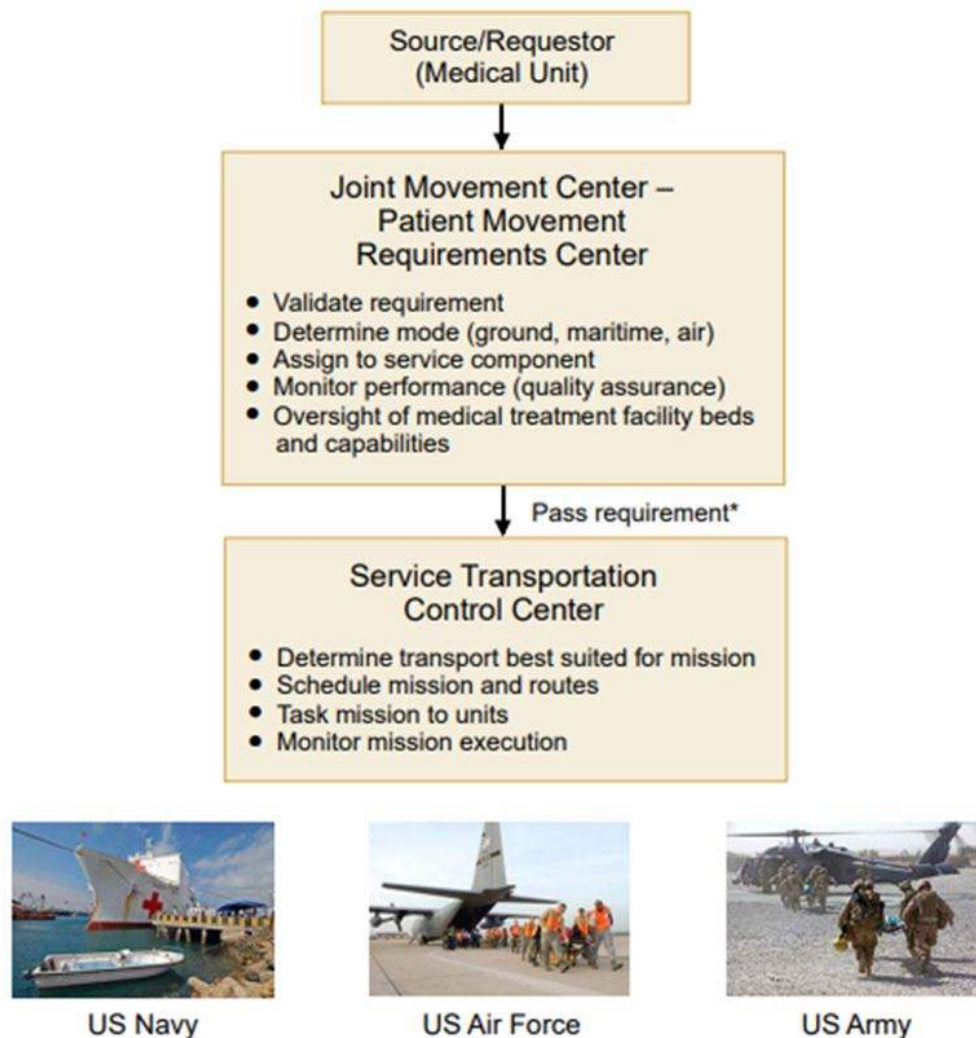 Source/Requestor
(Medical Unit)
Joint Movement Center –
Patient Movement
Requirements Center
● Validate requirement
● Determine mode (ground, maritime, air)
● Assign to service component
● Monitor performance (quality assurance)
● Oversight of medical treatment facility beds
and capabilities
Pass requirement*
Service Transportation
Control Center
● Determine transport best suited for mission
● Schedule mission and routes
● Task mission to units
● Monitor mission execution
US Navy
US Air Force
US Army